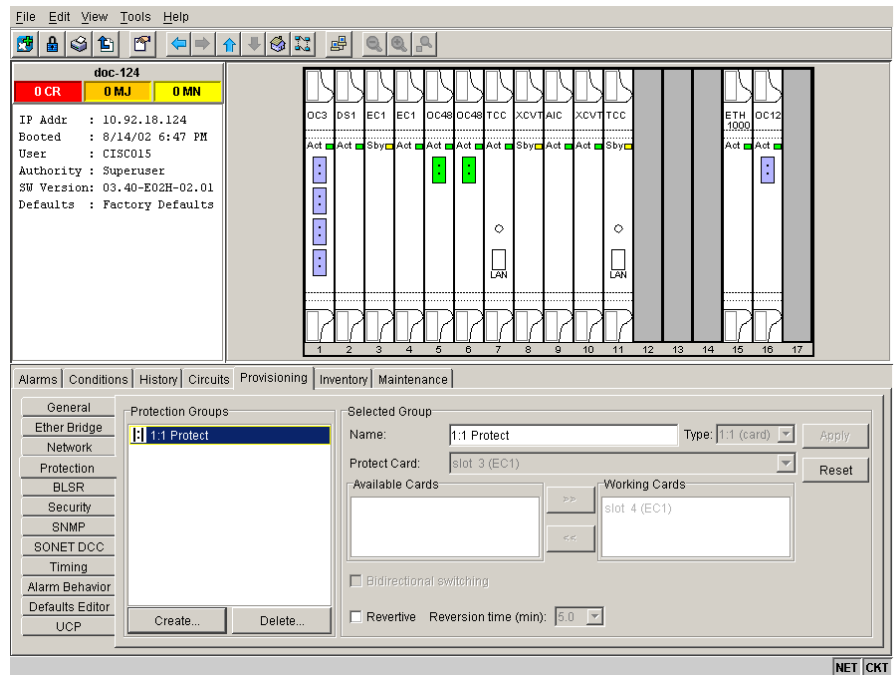 File Edit View Tools Help
doc-124
0 CR 0 MJ 0 MN
IP Addr : 10.92.18.124
Booted : 8/14/02 6:47 PM
User : CISCO15
Authority : Superuser
SW Version: 03.40-E02H-02.01
Defaults : Factory Defaults
OC3 DS1 EC1 EC1 OC48 OC48 TCC XCVT AIC XCVT TCC ETH 1000 OC12
Act Act Sby Act Act Act Act Sby Act Act Sby Act Act
LAN LAN
1 2 3 4 5 6 7 8 9 10 11 12 13 14 15 16 17
Alarms Conditions History Circuits Provisioning Inventory Maintenance
General
Ether Bridge
Network
Protection
BLSR
Security
SNMP
SONET DCC
Timing
Alarm Behavior
Defaults Editor
UCP
Protection Groups
1:1 Protect
Create... Delete...
Selected Group
Name: 1:1 Protect Type: 1:1 (card) Apply
Protect Card: slot 3 (EC1) Reset
Available Cards >> Working Cards
slot 4 (EC1)
<<
Bidirectional switching
Revertive Reversion time (min): 5.0
NET CKT